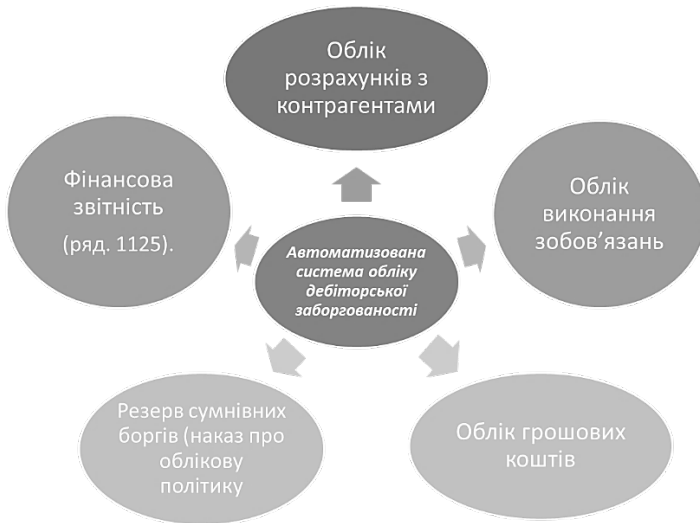 Облік
розрахунків з
контрагентами
Фінансова
звітність
(ряд. 1125).
Облік
виконання
зобов’язань
Автоматизована
система обліку
дебіторської
заборгованості
Резерв сумнівних
боргів (наказ про
облікову
політику
Облік грошових
коштів